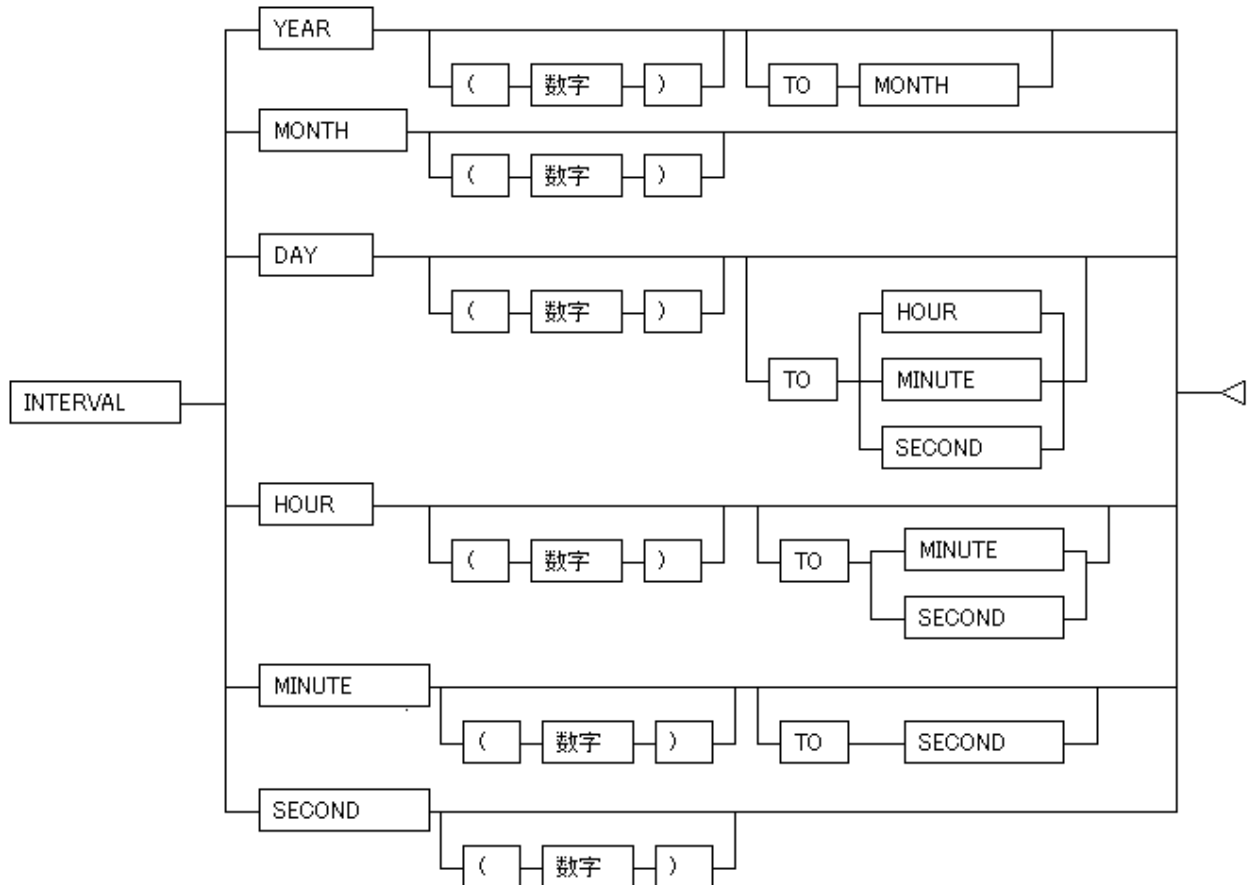 YEAR
( 数字 ) TO MONTH
MONTH
( 数字 )
DAY
( 数字 )
HOUR
TO MINUTE
SECOND
INTERVAL
HOUR
( 数字 ) TO
MINUTE
SECOND
MINUTE
( 数字 ) TO SECOND
SECOND
( 数字 )